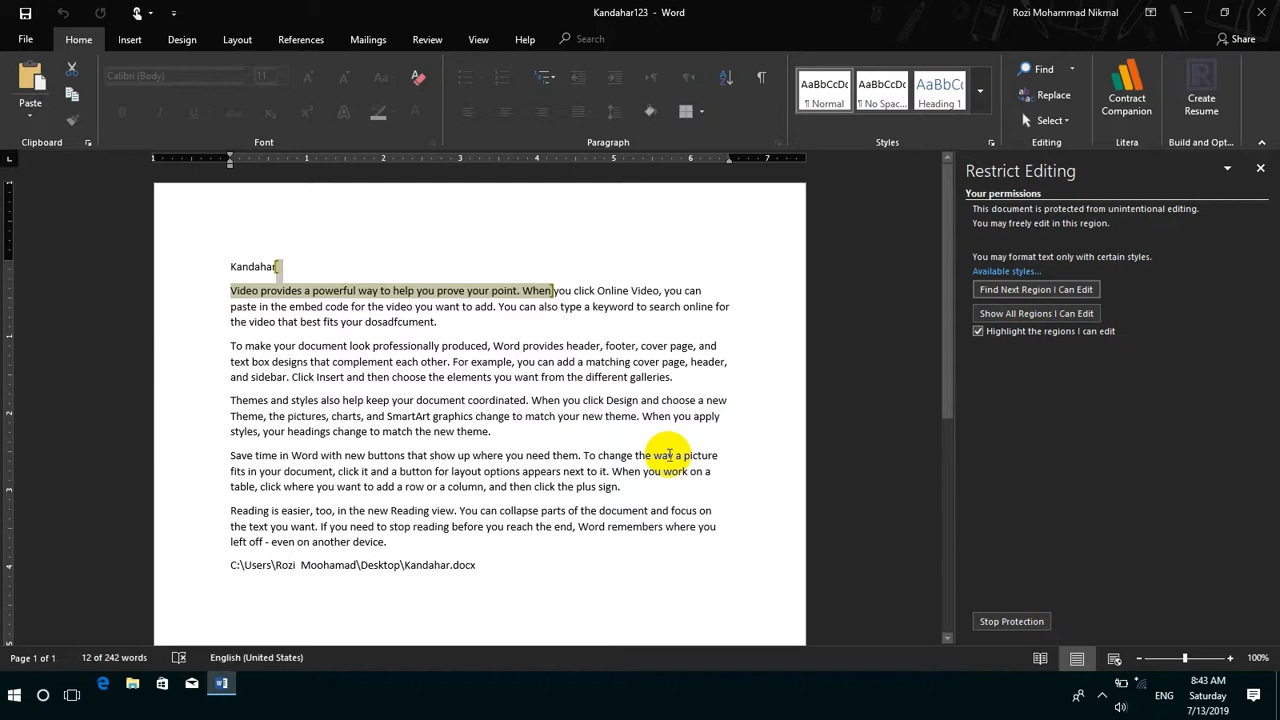 Kandahar123 - Word
Rozi Mohammad Nikmal
File Home Insert Design Layout References Mailings Review View Help Search Share
Paste
Calibri (Body) 11
Aa
A
AaBbCcDc AaBbCcDc AaBbCc
¶ Normal ¶ No Spac... Heading 1
Find
Replace
Select
Contract Companion
Create Resume
Clipboard Font Paragraph Styles Editing Litera Build and Opt...
1 1 2 3 4 5 6 7
Restrict Editing
Your permissions
This document is protected from unintentional editing.
You may freely edit in this region.
You may format text only with certain styles.
Available styles...
Find Next Region I Can Edit
Show All Regions I Can Edit
Highlight the regions I can edit
Stop Protection
Kandahar
Video provides a powerful way to help you prove your point. When you click Online Video, you can
paste in the embed code for the video you want to add. You can also type a keyword to search online for
the video that best fits your dosadfcument.
To make your document look professionally produced, Word provides header, footer, cover page, and
text box designs that complement each other. For example, you can add a matching cover page, header,
and sidebar. Click Insert and then choose the elements you want from the different galleries.
Themes and styles also help keep your document coordinated. When you click Design and choose a new
Theme, the pictures, charts, and SmartArt graphics change to match your new theme. When you apply
styles, your headings change to match the new theme.
Save time in Word with new buttons that show up where you need them. To change the way a picture
fits in your document, click it and a button for layout options appears next to it. When you work on a
table, click where you want to add a row or a column, and then click the plus sign.
Reading is easier, too, in the new Reading view. You can collapse parts of the document and focus on
the text you want. If you need to stop reading before you reach the end, Word remembers where you
left off - even on another device.
C:\Users\Rozi  Moohamad\Desktop\Kandahar.docx
Page 1 of 1 12 of 242 words English (United States) 100%
ENG
8:43 AM
Saturday
7/13/2019